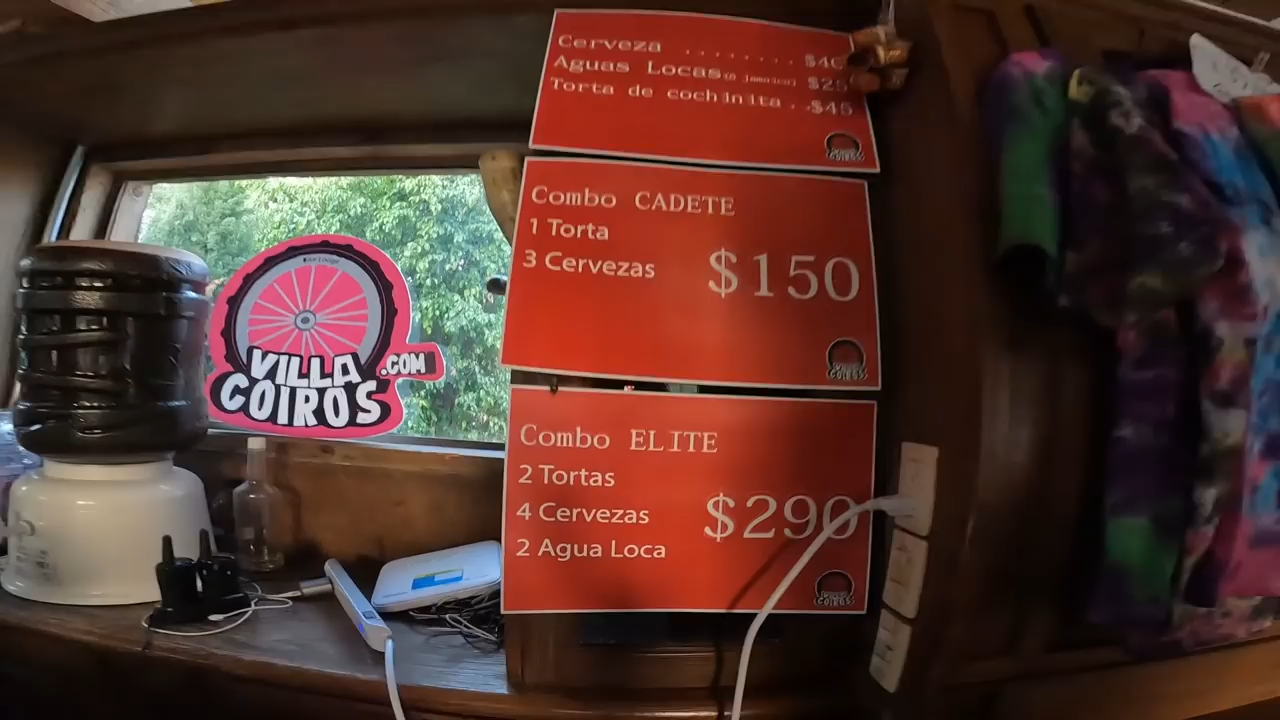 Cerveza ........ $40
Aguas Locas (o jamaica) $25
Torta de cochinita . .$45
Combo CADETE
1 Torta
3 Cervezas
$150
Combo ELITE
2 Tortas
4 Cervezas
2 Agua Loca
$290
VILLA
COIROS
.COM